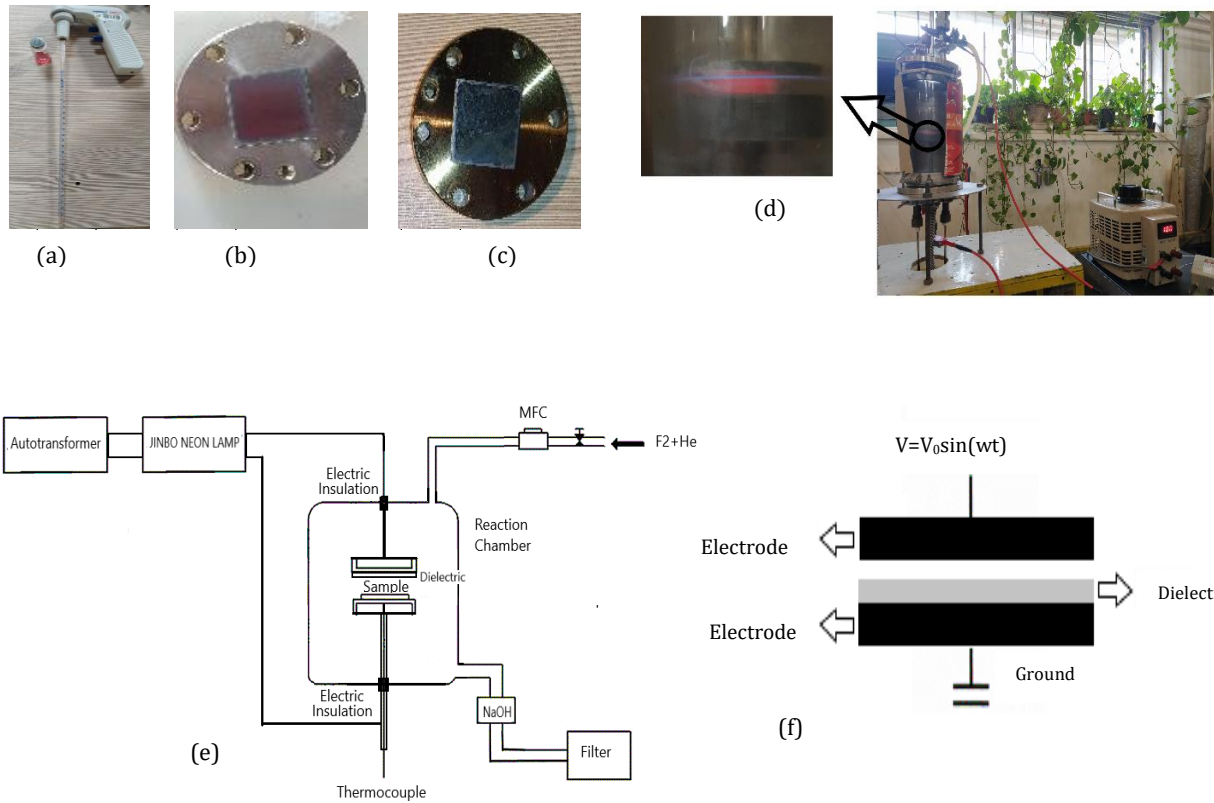 (a)
(b)
(c)
(d)
MFC
F2+He
Autotransformer
JINBO NEON LAMP
Electric
Insulation
Reaction
Chamber
Dielectric
Sample
Electric
Insulation
NaOH
Filter
(e)
Thermocouple
V=V₀sin(wt)
Electrode
Dielect
Electrode
Ground
(f)